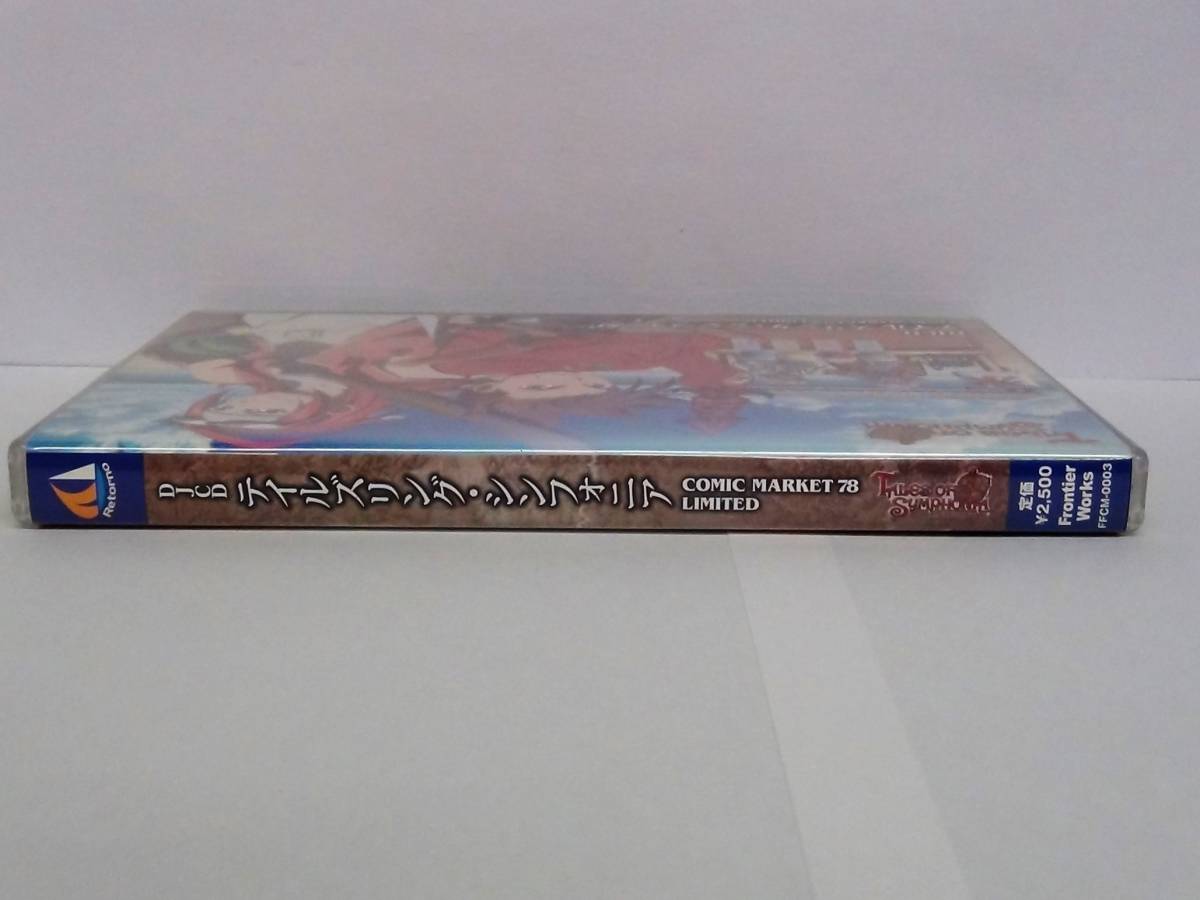 Retorno
DJCD
テイルズリング・シンフォニア
COMIC MARKET 78
LIMITED
TALES OF
SYMPHONIA
定価
¥2,500
Frontier
Works
FFCM-0003